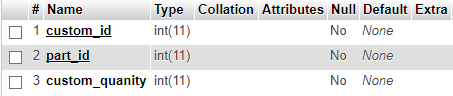 # Name Type Collation Attributes Null Default Extra
1 custom_id int(11) No None
2 part_id int(11) No None
3 custom_quanity int(11) No None